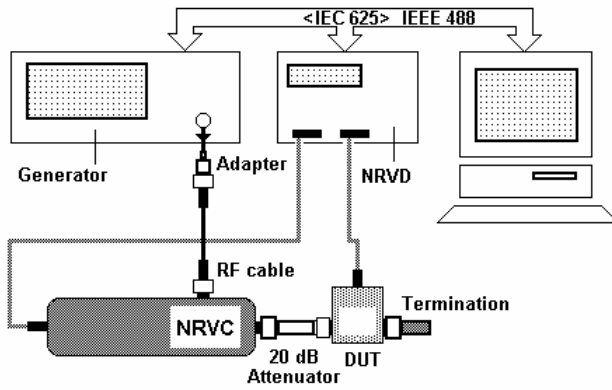 <IEC 625> IEEE 488
Generator
Adapter
NRVD
RF cable
NRVC
20 dB
Attenuator
DUT
Termination